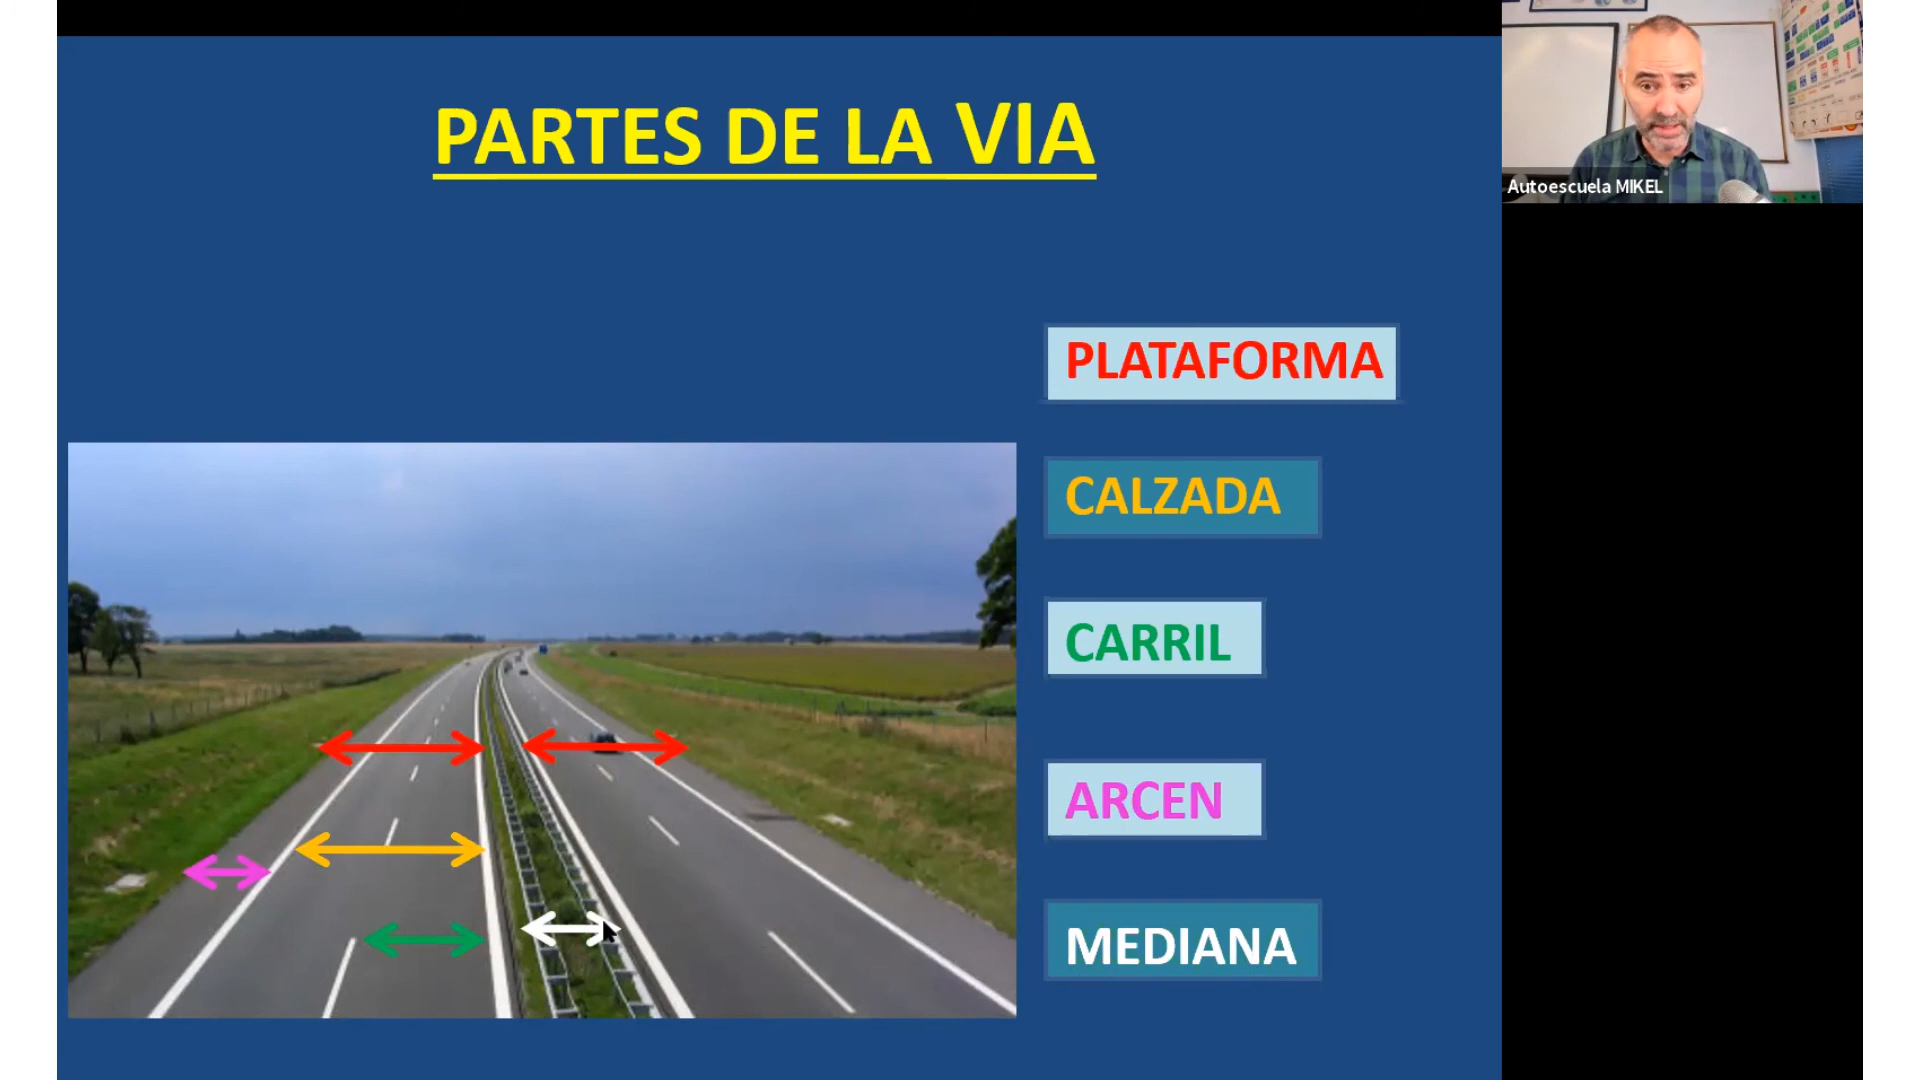 PARTES DE LA VIA
PLATAFORMA
CALZADA
CARRIL
ARCEN
MEDIANA
Autoescuela MIKEL